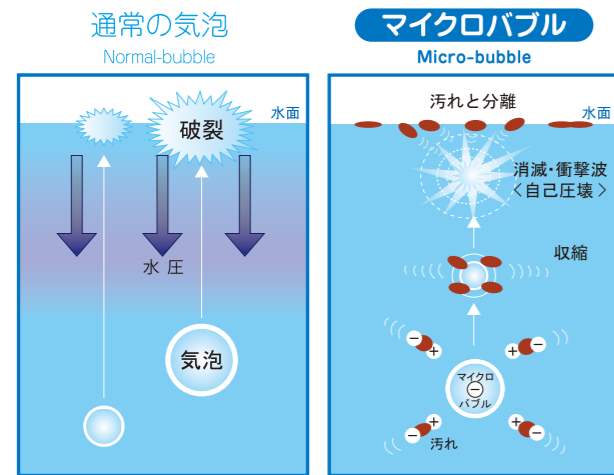 通常の気泡
Normal-bubble
水面
破裂
水圧
気泡
マイクロバブル
Micro-bubble
汚れと分離
水面
消滅・衝撃波
<自己圧壊>
収縮
−
+
+
−
マイクロ
−
バブル
+
−
+
−
汚れ